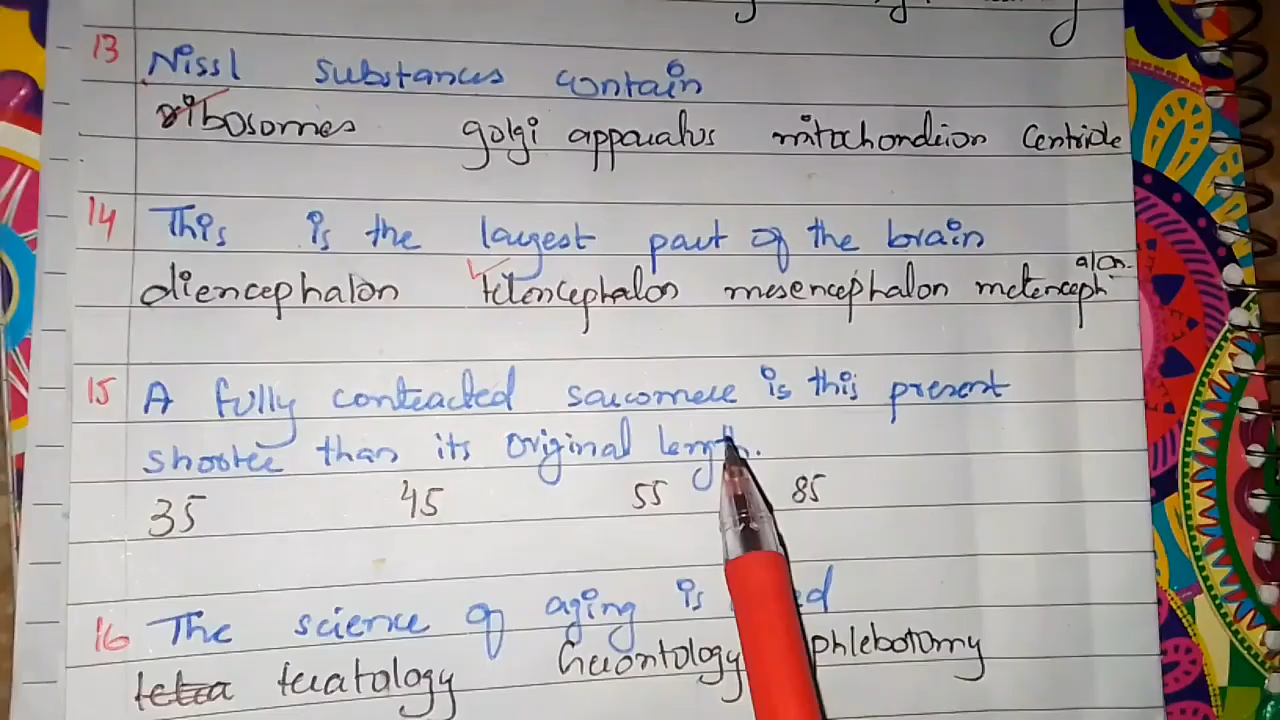 13 Nissl substances contain
ribosomes golgi apparatus mitochondrion Centriole
14 This is the largest part of the brain
diencephalon telencephalon mesencephalon metencephalon
15 A fully contracted sarcomere is this present
shorter than its original length.
35 45 55 85
16 The science of aging is
teratology Gerontology phlebotomy